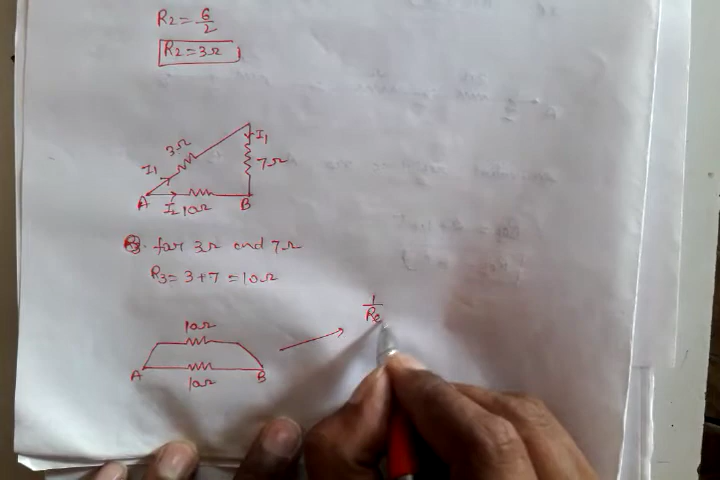 R2 = 6/2
R2 = 3Ω
I1 3Ω
I1
7Ω
A I2 10Ω B
for 3Ω and 7Ω
R3 = 3+7 = 10Ω
10Ω
A 10Ω B
1/Re